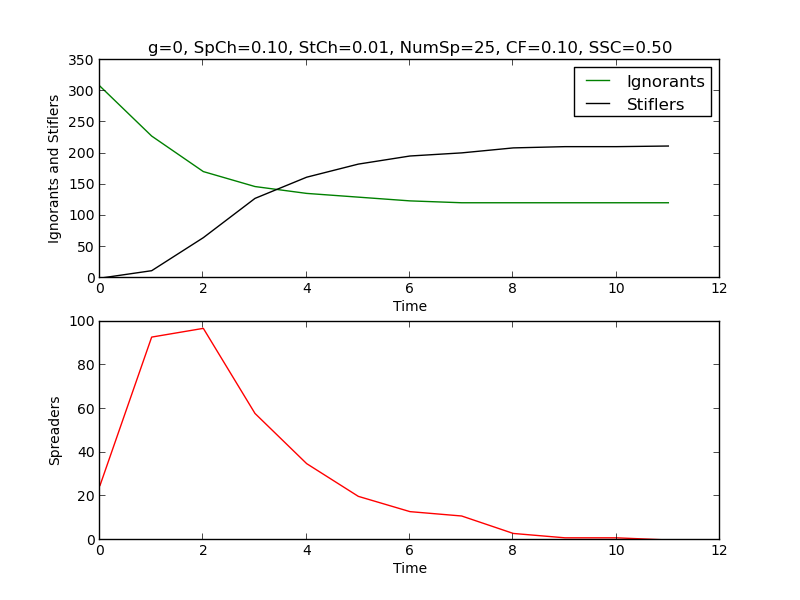 g=0, SpCh=0.10, StCh=0.01, NumSp=25, CF=0.10, SSC=0.50
350
300
250
200
150
100
50
0
Ignorants and Stiflers
Ignorants
Stiflers
0 2 4 6 8 10 12
Time
100
80
60
40
20
0
Spreaders
0 2 4 6 8 10 12
Time